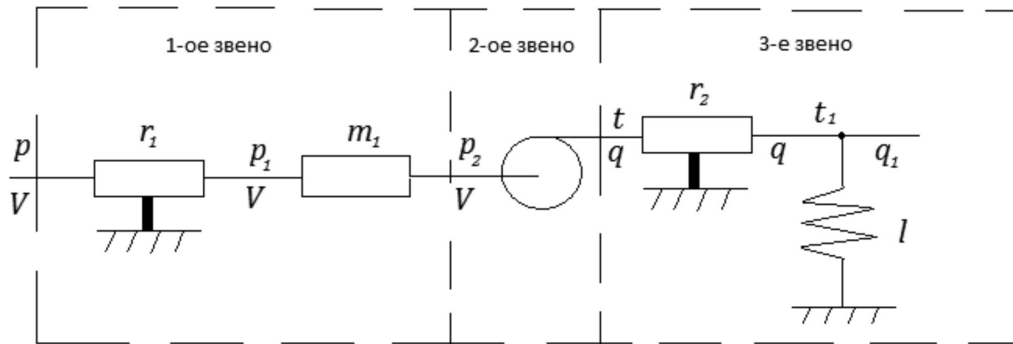 1-ое звено 2-ое звено 3-е звено
p r₁ p₁ m₁ p₂ t r₂ t₁
V V V q q q₁
l